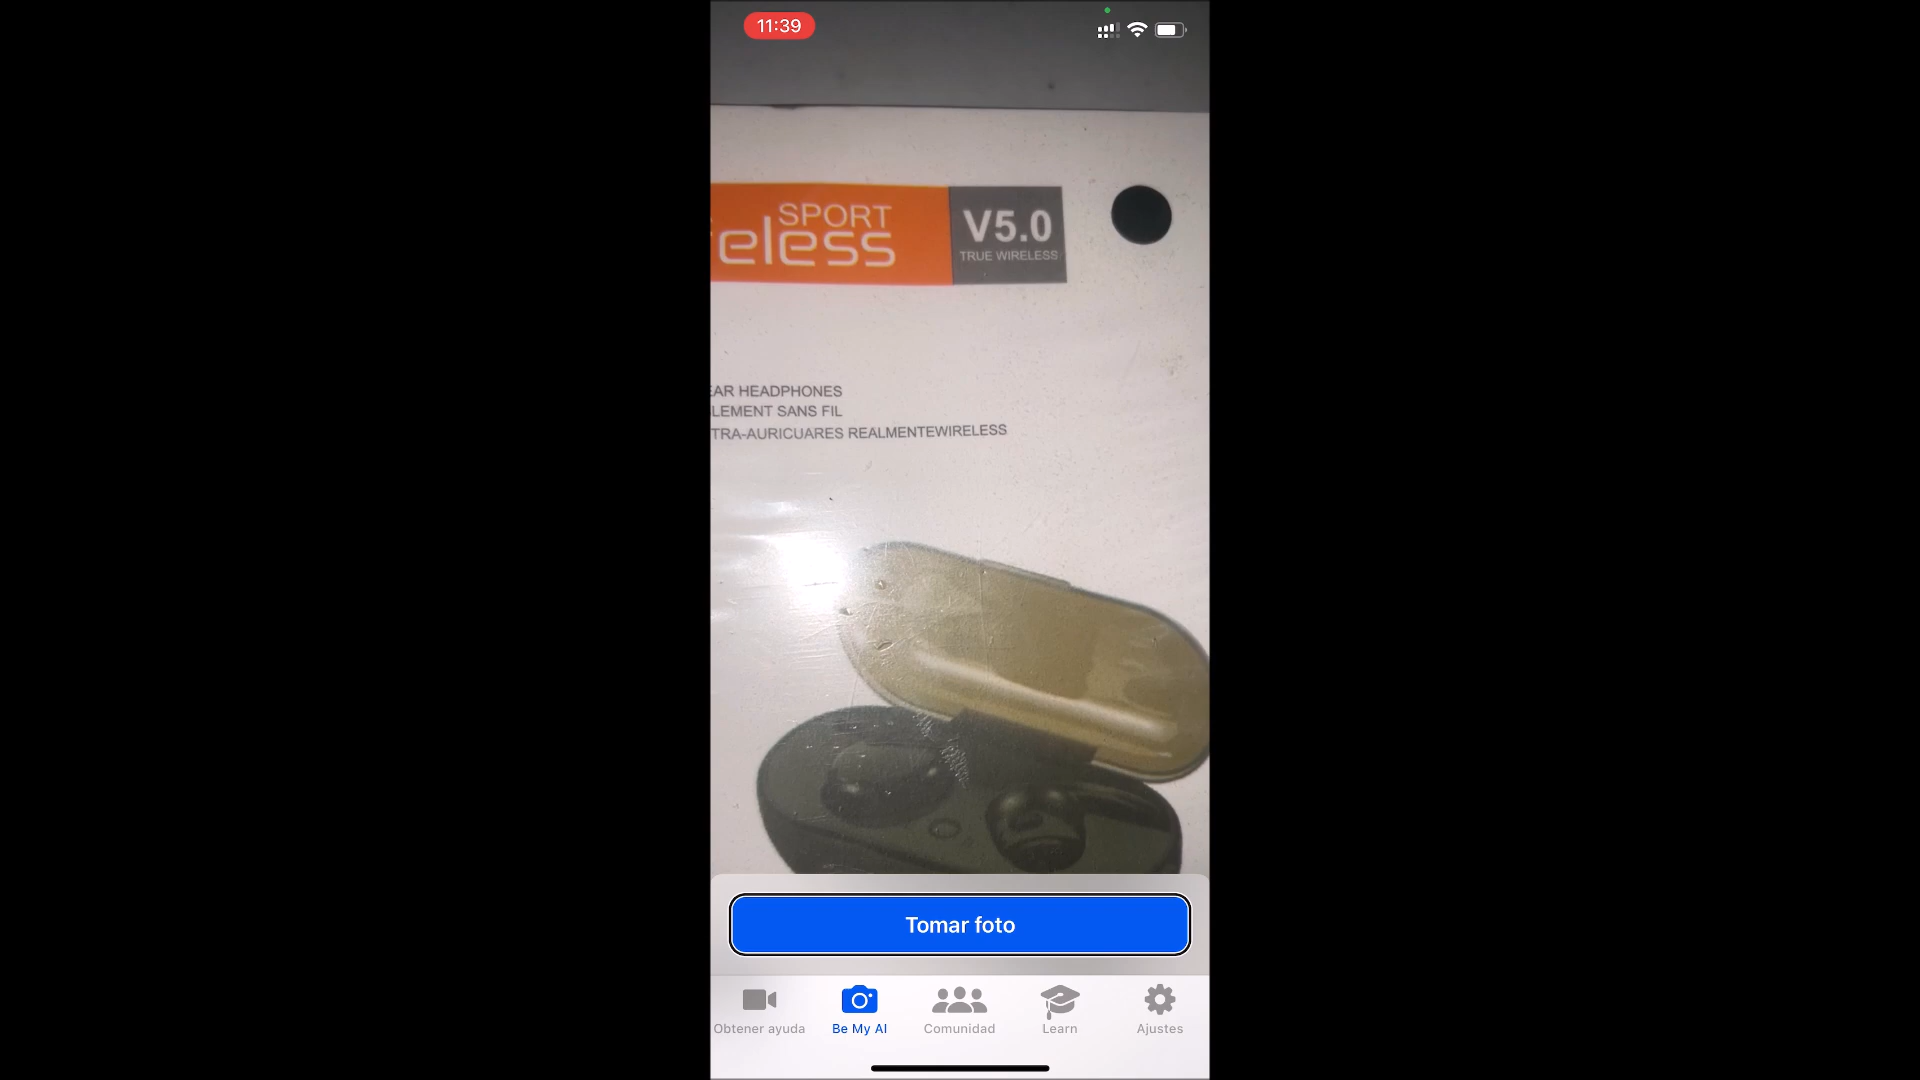 11:39
SPORT
eless
V5.0
TRUE WIRELESS
EAR HEADPHONES
LEMENT SANS FIL
TRA-AURICUARES REALMENTEWIRELESS
Tomar foto
Obtener ayuda
Be My AI
Comunidad
Learn
Ajustes